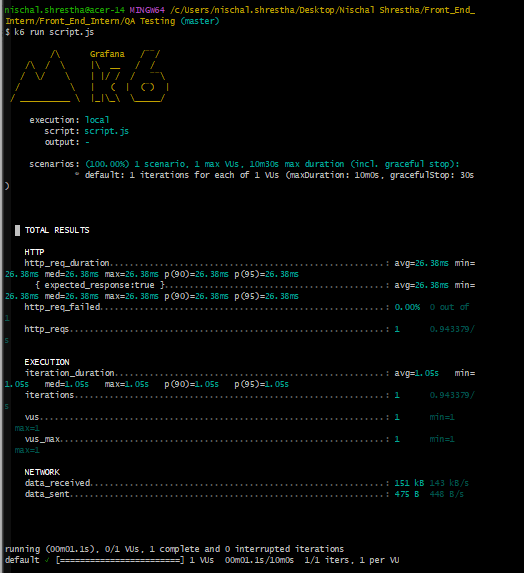 nischal.shrestha@acer-14 MINGW64 /c/Users/nischal.shrestha/Desktop/Nischal Shrestha/Front_End_
Intern/Front_End_Intern/QA Testing (master)
$ k6 run script.js
Grafana
execution: local
script: script.js
output: -
scenarios: (100.00%) 1 scenario, 1 max VUs, 10m30s max duration (incl. graceful stop):
* default: 1 iterations for each of 1 VUs (maxDuration: 10m0s, gracefulStop: 30s
)
TOTAL RESULTS
HTTP
http_req_duration.......................................................: avg=26.38ms min=
26.38ms med=26.38ms max=26.38ms p(90)=26.38ms p(95)=26.38ms
{ expected_response:true }............................................: avg=26.38ms min=
26.38ms med=26.38ms max=26.38ms p(90)=26.38ms p(95)=26.38ms
http_req_failed.........................................................: 0.00% 0 out of
1
http_reqs...............................................................: 1 0.943379/
s
EXECUTION
iteration_duration......................................................: avg=1.05s min=
1.05s med=1.05s max=1.05s p(90)=1.05s p(95)=1.05s
iterations..............................................................: 1 0.943379/
s
vus.....................................................................: 1 min=1
max=1
vus_max.................................................................: 1 min=1
max=1
NETWORK
data_received...........................................................: 151 kB 143 kB/s
data_sent...............................................................: 475 B 448 B/s
running (00m01.1s), 0/1 VUs, 1 complete and 0 interrupted iterations
default ✓ [========================] 1 VUs 00m01.1s/10m0s 1/1 iters, 1 per VU